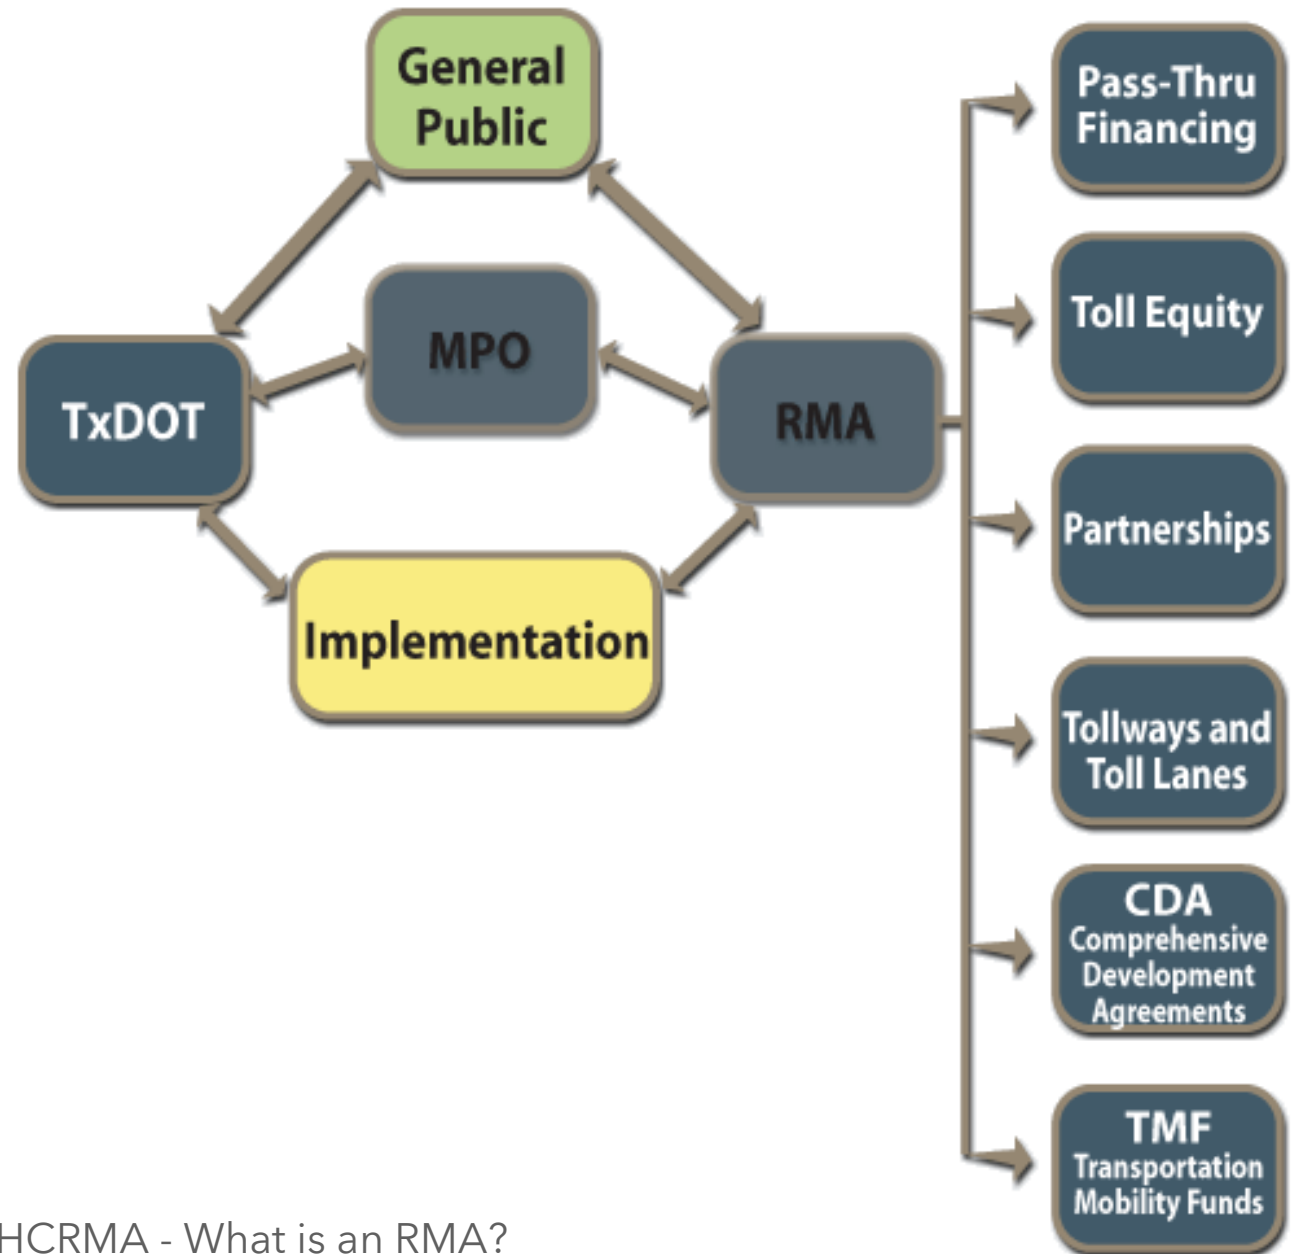 General
Public
MPO
TxDOT
RMA
Implementation
Pass-Thru
Financing
Toll Equity
Partnerships
Tollways and
Toll Lanes
CDA
Comprehensive
Development
Agreements
TMF
Transportation
Mobility Funds
HCRMA - What is an RMA?